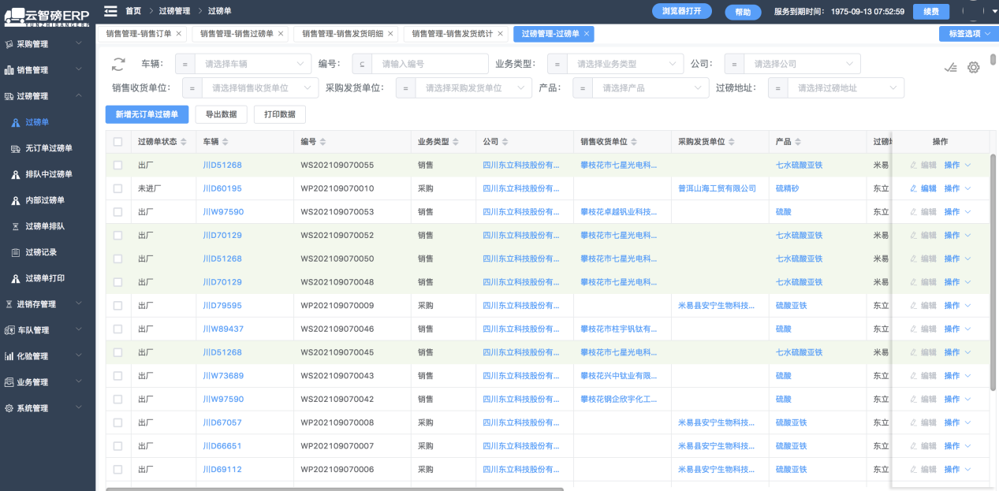 云智磅ERP
YUNZHIBANGERP
首页 > 过磅管理 > 过磅单
浏览器打开 帮助 服务到期时间: 1975-09-13 07:52:59 续费
销售管理-销售订单 × 销售管理-销售过磅单 × 销售管理-销售发货明细 × 销售管理-销售发货统计 × 过磅管理-过磅单 × 标签选项
采购管理
销售管理
过磅管理
过磅单
无订单过磅单
排队中过磅单
内部过磅单
过磅单排队
过磅记录
过磅单打印
进销存管理
车队管理
化验管理
业务管理
系统管理
车辆: = 请选择车辆 编号: ⊂ 请输入编号 业务类型: = 请选择业务类型 公司: = 请选择公司
销售收货单位: = 请选择销售收货单位 采购发货单位: = 请选择采购发货单位 产品: = 请选择产品 过磅地址: = 请选择过磅地址
新增无订单过磅单 导出数据 打印数据
过磅单状态 车辆 编号 业务类型 公司 销售收货单位 采购发货单位 产品 过磅 操作
出厂 川D51268 WS202109070055 销售 四川东立科技股份有... 攀枝花市七星光电科... 七水硫酸亚铁 米易 编辑 操作
未进厂 川D60195 WP202109070010 采购 四川东立科技股份有... 普洱山海工贸有限公司 硫精砂 东立 编辑 操作
出厂 川W97590 WS202109070053 销售 四川东立科技股份有... 攀枝花卓越钒业科技... 硫酸 东立 编辑 操作
出厂 川D70129 WS202109070052 销售 四川东立科技股份有... 攀枝花市七星光电科... 七水硫酸亚铁 米易 编辑 操作
出厂 川D51268 WS202109070050 销售 四川东立科技股份有... 攀枝花市七星光电科... 七水硫酸亚铁 米易 编辑 操作
出厂 川D70129 WS202109070048 销售 四川东立科技股份有... 攀枝花市七星光电科... 七水硫酸亚铁 米易 编辑 操作
出厂 川D79595 WP202109070009 采购 四川东立科技股份有... 米易县安宁生物科技... 硫酸亚铁 东立 编辑 操作
出厂 川W89437 WS202109070046 销售 四川东立科技股份有... 攀枝花市柱宇钒钛有... 硫酸 东立 编辑 操作
出厂 川D51268 WS202109070045 销售 四川东立科技股份有... 攀枝花市七星光电科... 七水硫酸亚铁 米易 编辑 操作
出厂 川W73689 WS202109070043 销售 四川东立科技股份有... 攀枝花兴中钛业有限... 硫酸 东立 编辑 操作
出厂 川W97590 WS202109070042 销售 四川东立科技股份有... 攀枝花钢企欣宇化工... 硫酸 东立 编辑 操作
出厂 川D67057 WP202109070008 采购 四川东立科技股份有... 米易县安宁生物科技... 硫酸亚铁 东立 编辑 操作
出厂 川D66651 WP202109070007 采购 四川东立科技股份有... 米易县安宁生物科技... 硫酸亚铁 东立 编辑 操作
出厂 川D69112 WP202109070006 采购 四川东立科技股份有... 米易县安宁生物科技... 硫酸亚铁 东立 编辑 操作